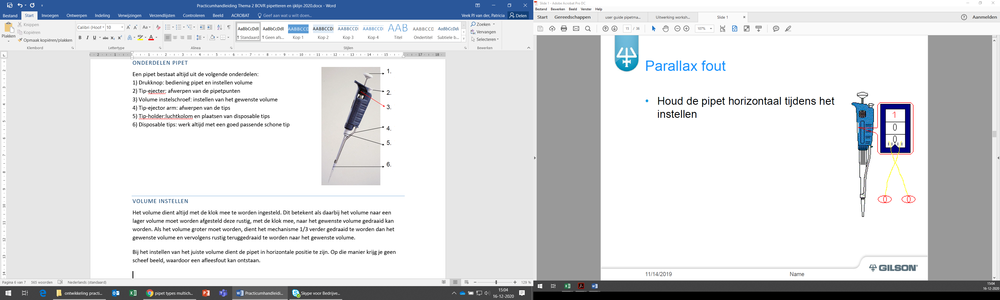 Practicumhandleiding Thema 2 BOVR pipetteren en ijklijn 2020.docx - Word
Bestand Start Invoegen Ontwerpen Indeling Verwijzingen Verzendlijsten Controleren Beeld ACROBAT Geef aan wat u wilt doen... Veek PJ van der, Patricia Delen
Plakken
Knippen
Kopiëren
Opmaak kopiëren/plakken
Klembord
Calibri (Hoof 10
Lettertype
Alinea
AaBbCcDdE AaBbCcDdE AABBCCD AABBCCDI AABBCCDI AABBCCDI AAB AABBCCD AaBbCcDdi
¶ Standaard ¶ Geen afs... Kop 1 Kop 2 Kop 3 Kop 4 Titel Ondertitel Subtiele b...
Stijlen
Zoeken
Vervangen
Selecteren
Bewerken
ONDERDELEN PIPET
Een pipet bestaat altijd uit de volgende onderdelen:
1) Drukknop: bediening pipet en instellen volume
2) Tip-ejecter: afwerpen van de pipetpunten
3) Volume instelschroef: instellen van het gewenste volume
4) Tip-ejector arm: afwerpen van de tips
5) Tip-holder:luchtkolom en plaatsen van disposable tips
6) Disposable tips: werk altijd met een goed passende schone tip
1.
2.
3.
4.
5.
6.
VOLUME INSTELLEN
Het volume dient altijd met de klok mee te worden ingesteld. Dit betekent als daarbij het volume naar een
lager volume moet worden afgesteld deze rustig, met de klok mee, naar het gewenste volume gedraaid kan
worden. Als het volume groter moet worden, dient het mechanisme 1/3 verder gedraaid te worden dan het
gewenste volume en vervolgens rustig teruggedraaid te worden naar het gewenste volume.
Bij het instellen van het juiste volume dient de pipet in horizontale positie te zijn. Op die manier krijg je geen
scheef beeld, waardoor een afleesfout kan ontstaan.
Pagina 6 van 7 565 woorden Nederlands (standaard) 129 %
ontwikkeling practi... pipet types multich... Practicumhandleidi... Skype voor Bedrijve...
15:04
16-12-2020
Slide 1 - Adobe Acrobat Pro DC
Bestand Bewerken Beeld Venster Help
Start Gereedschappen user guide pipetma... Uitwerking worksh... Slide 1 × Aanmelden
15 / 36 107%
Parallax fout
• Houd de pipet horizontaal tijdens het
instellen
1
0
0
GILSON®
11/14/2019 Name
15:04
16-12-2020